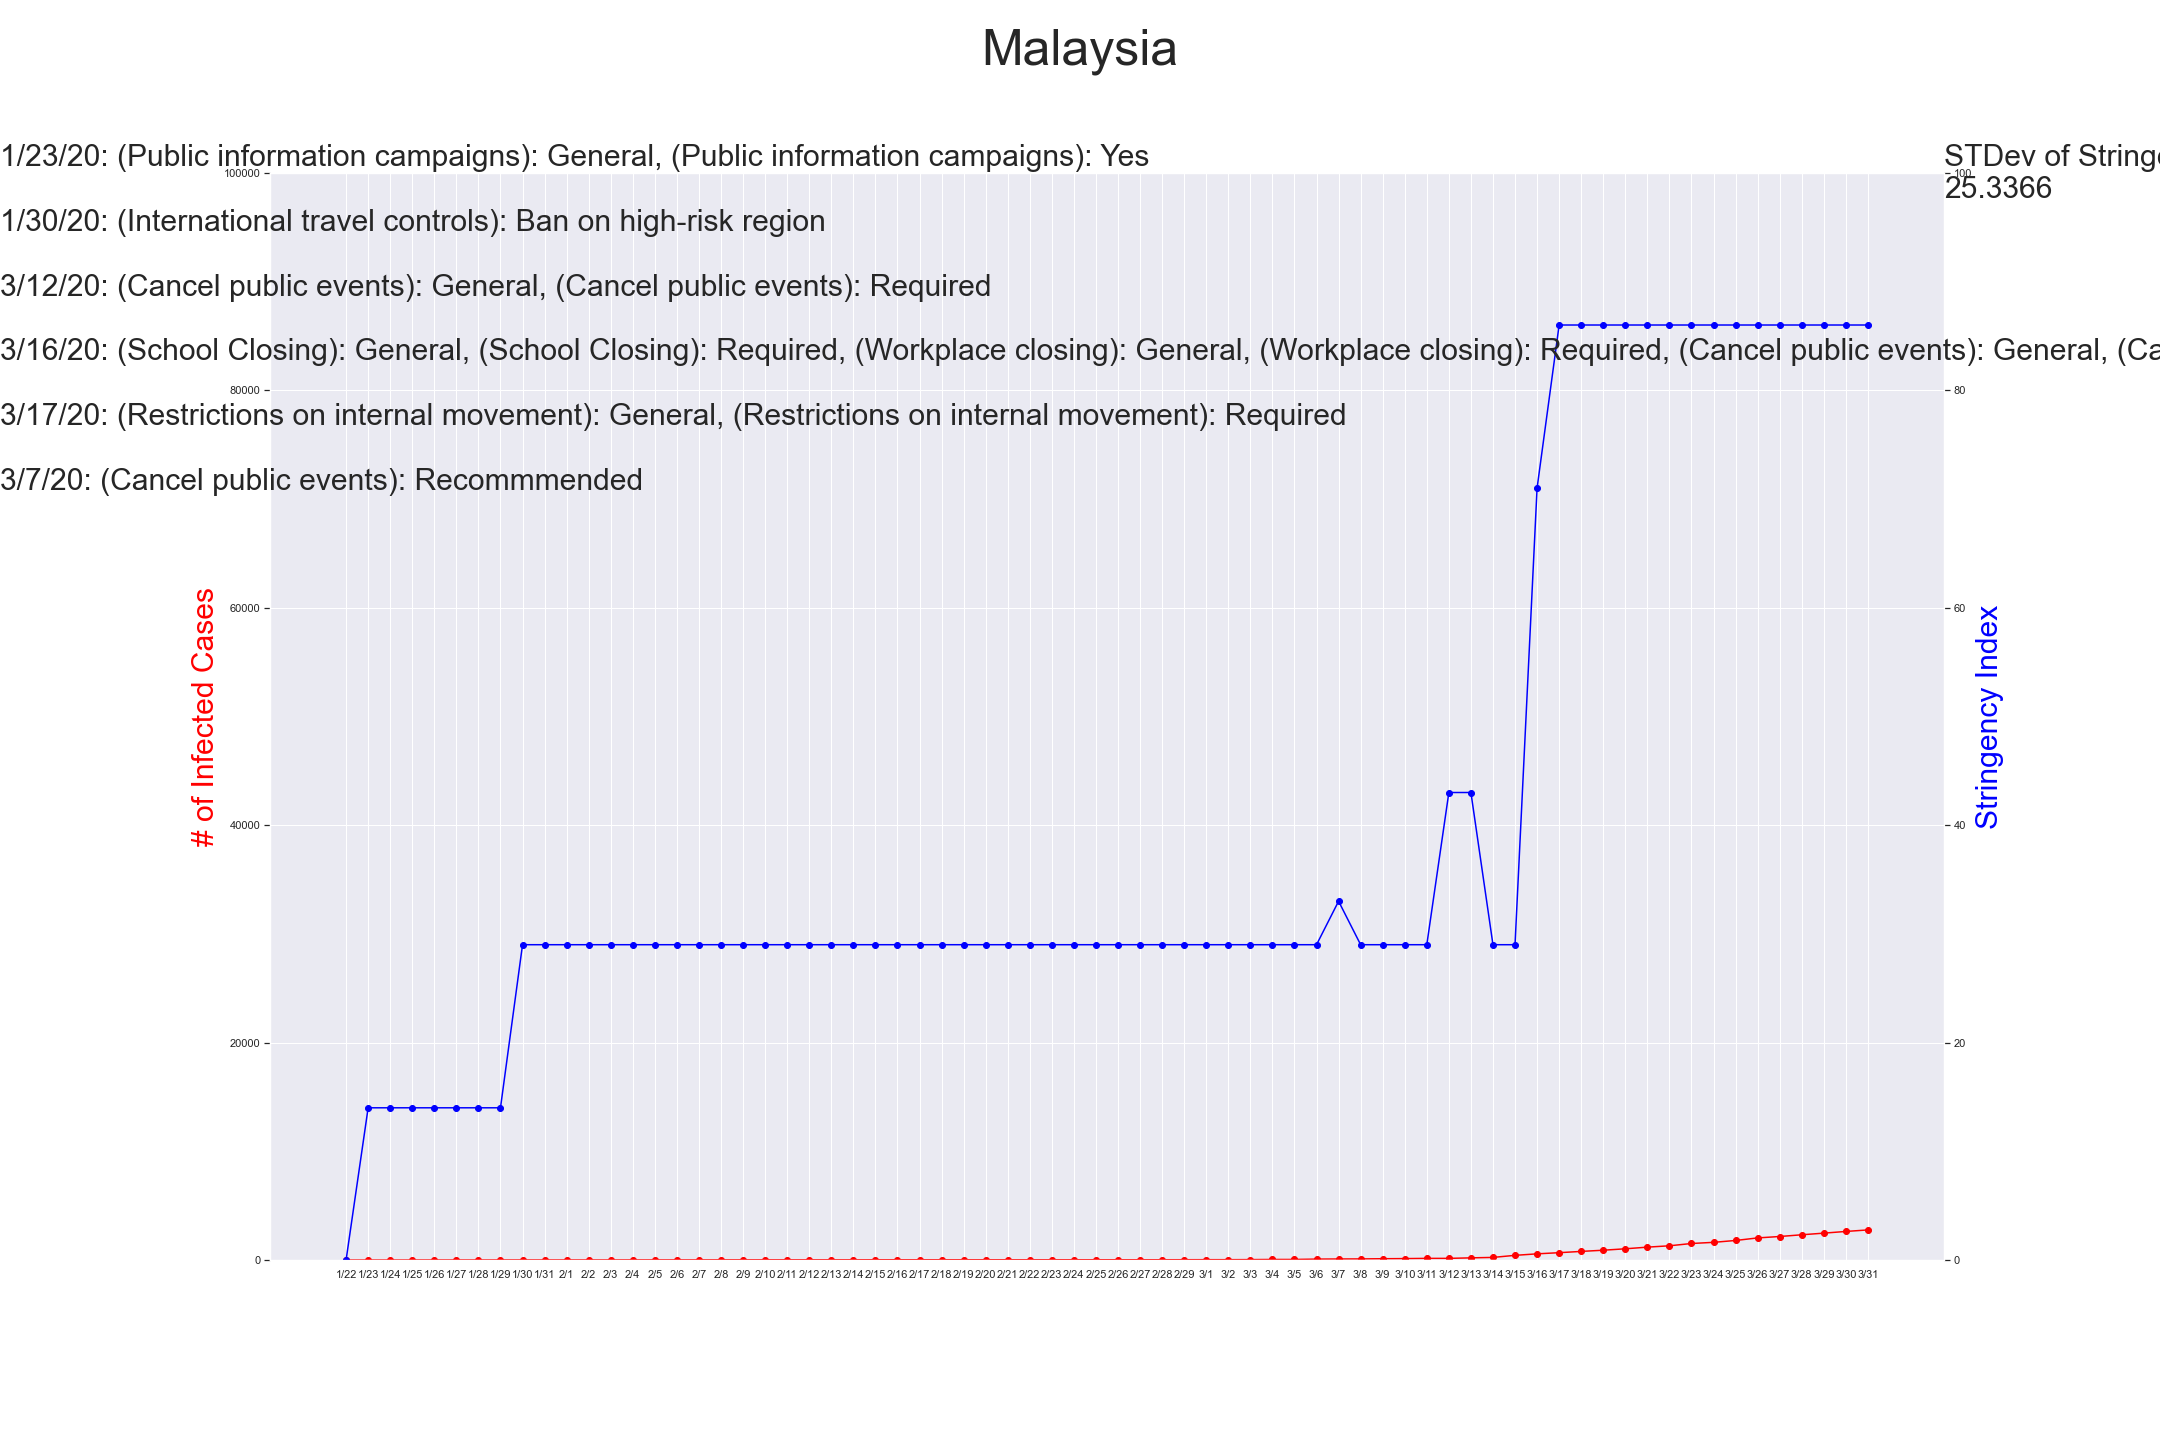 Malaysia
1/23/20: (Public information campaigns): General, (Public information campaigns): Yes
STDev of Stringe
25.3366
1/30/20: (International travel controls): Ban on high-risk region
3/12/20: (Cancel public events): General, (Cancel public events): Required
3/16/20: (School Closing): General, (School Closing): Required, (Workplace closing): General, (Workplace closing): Required, (Cancel public events): General, (Ca
3/17/20: (Restrictions on internal movement): General, (Restrictions on internal movement): Required
3/7/20: (Cancel public events): Recommmended
# of Infected Cases
100000
80000
60000
40000
20000
0
Stringency Index
100
80
60
40
20
0
1/22 1/23 1/24 1/25 1/26 1/27 1/28 1/29 1/30 1/31 2/1 2/2 2/3 2/4 2/5 2/6 2/7 2/8 2/9 2/10 2/11 2/12 2/13 2/14 2/15 2/16 2/17 2/18 2/19 2/20 2/21 2/22 2/23 2/24 2/25 2/26 2/27 2/28 2/29 3/1 3/2 3/3 3/4 3/5 3/6 3/7 3/8 3/9 3/10 3/11 3/12 3/13 3/14 3/15 3/16 3/17 3/18 3/19 3/20 3/21 3/22 3/23 3/24 3/25 3/26 3/27 3/28 3/29 3/30 3/31